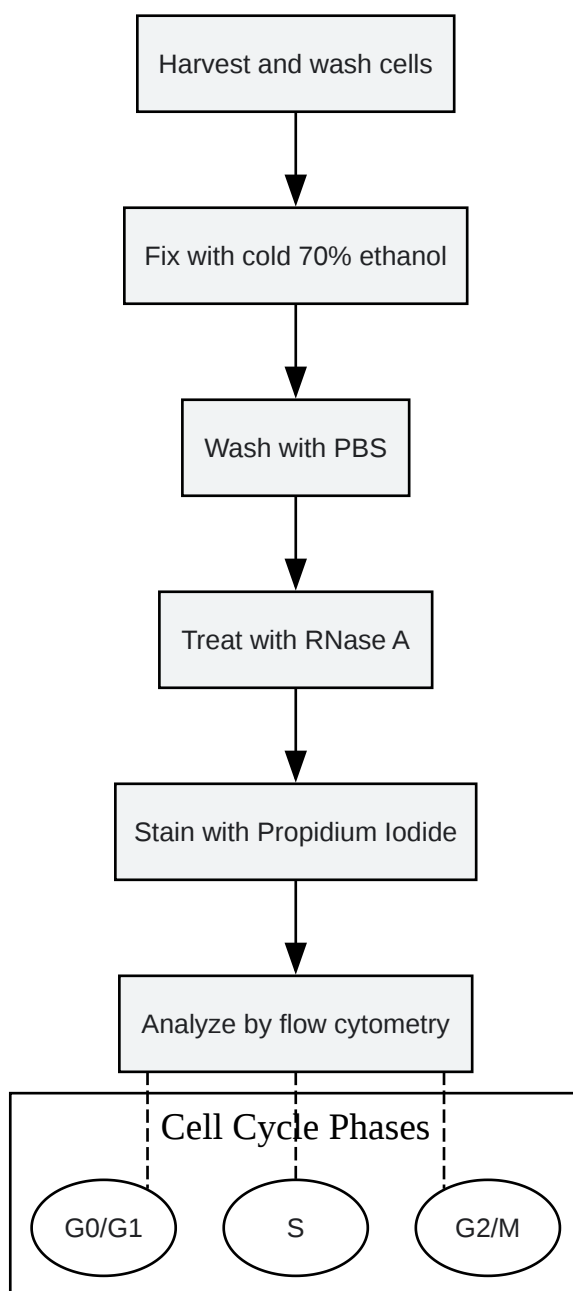 Harvest and wash cells
Fix with cold 70% ethanol
Wash with PBS
Treat with RNase A
Stain with Propidium Iodide
Analyze by flow cytometry
Cell Cycle Phases
G0/G1
S
G2/M